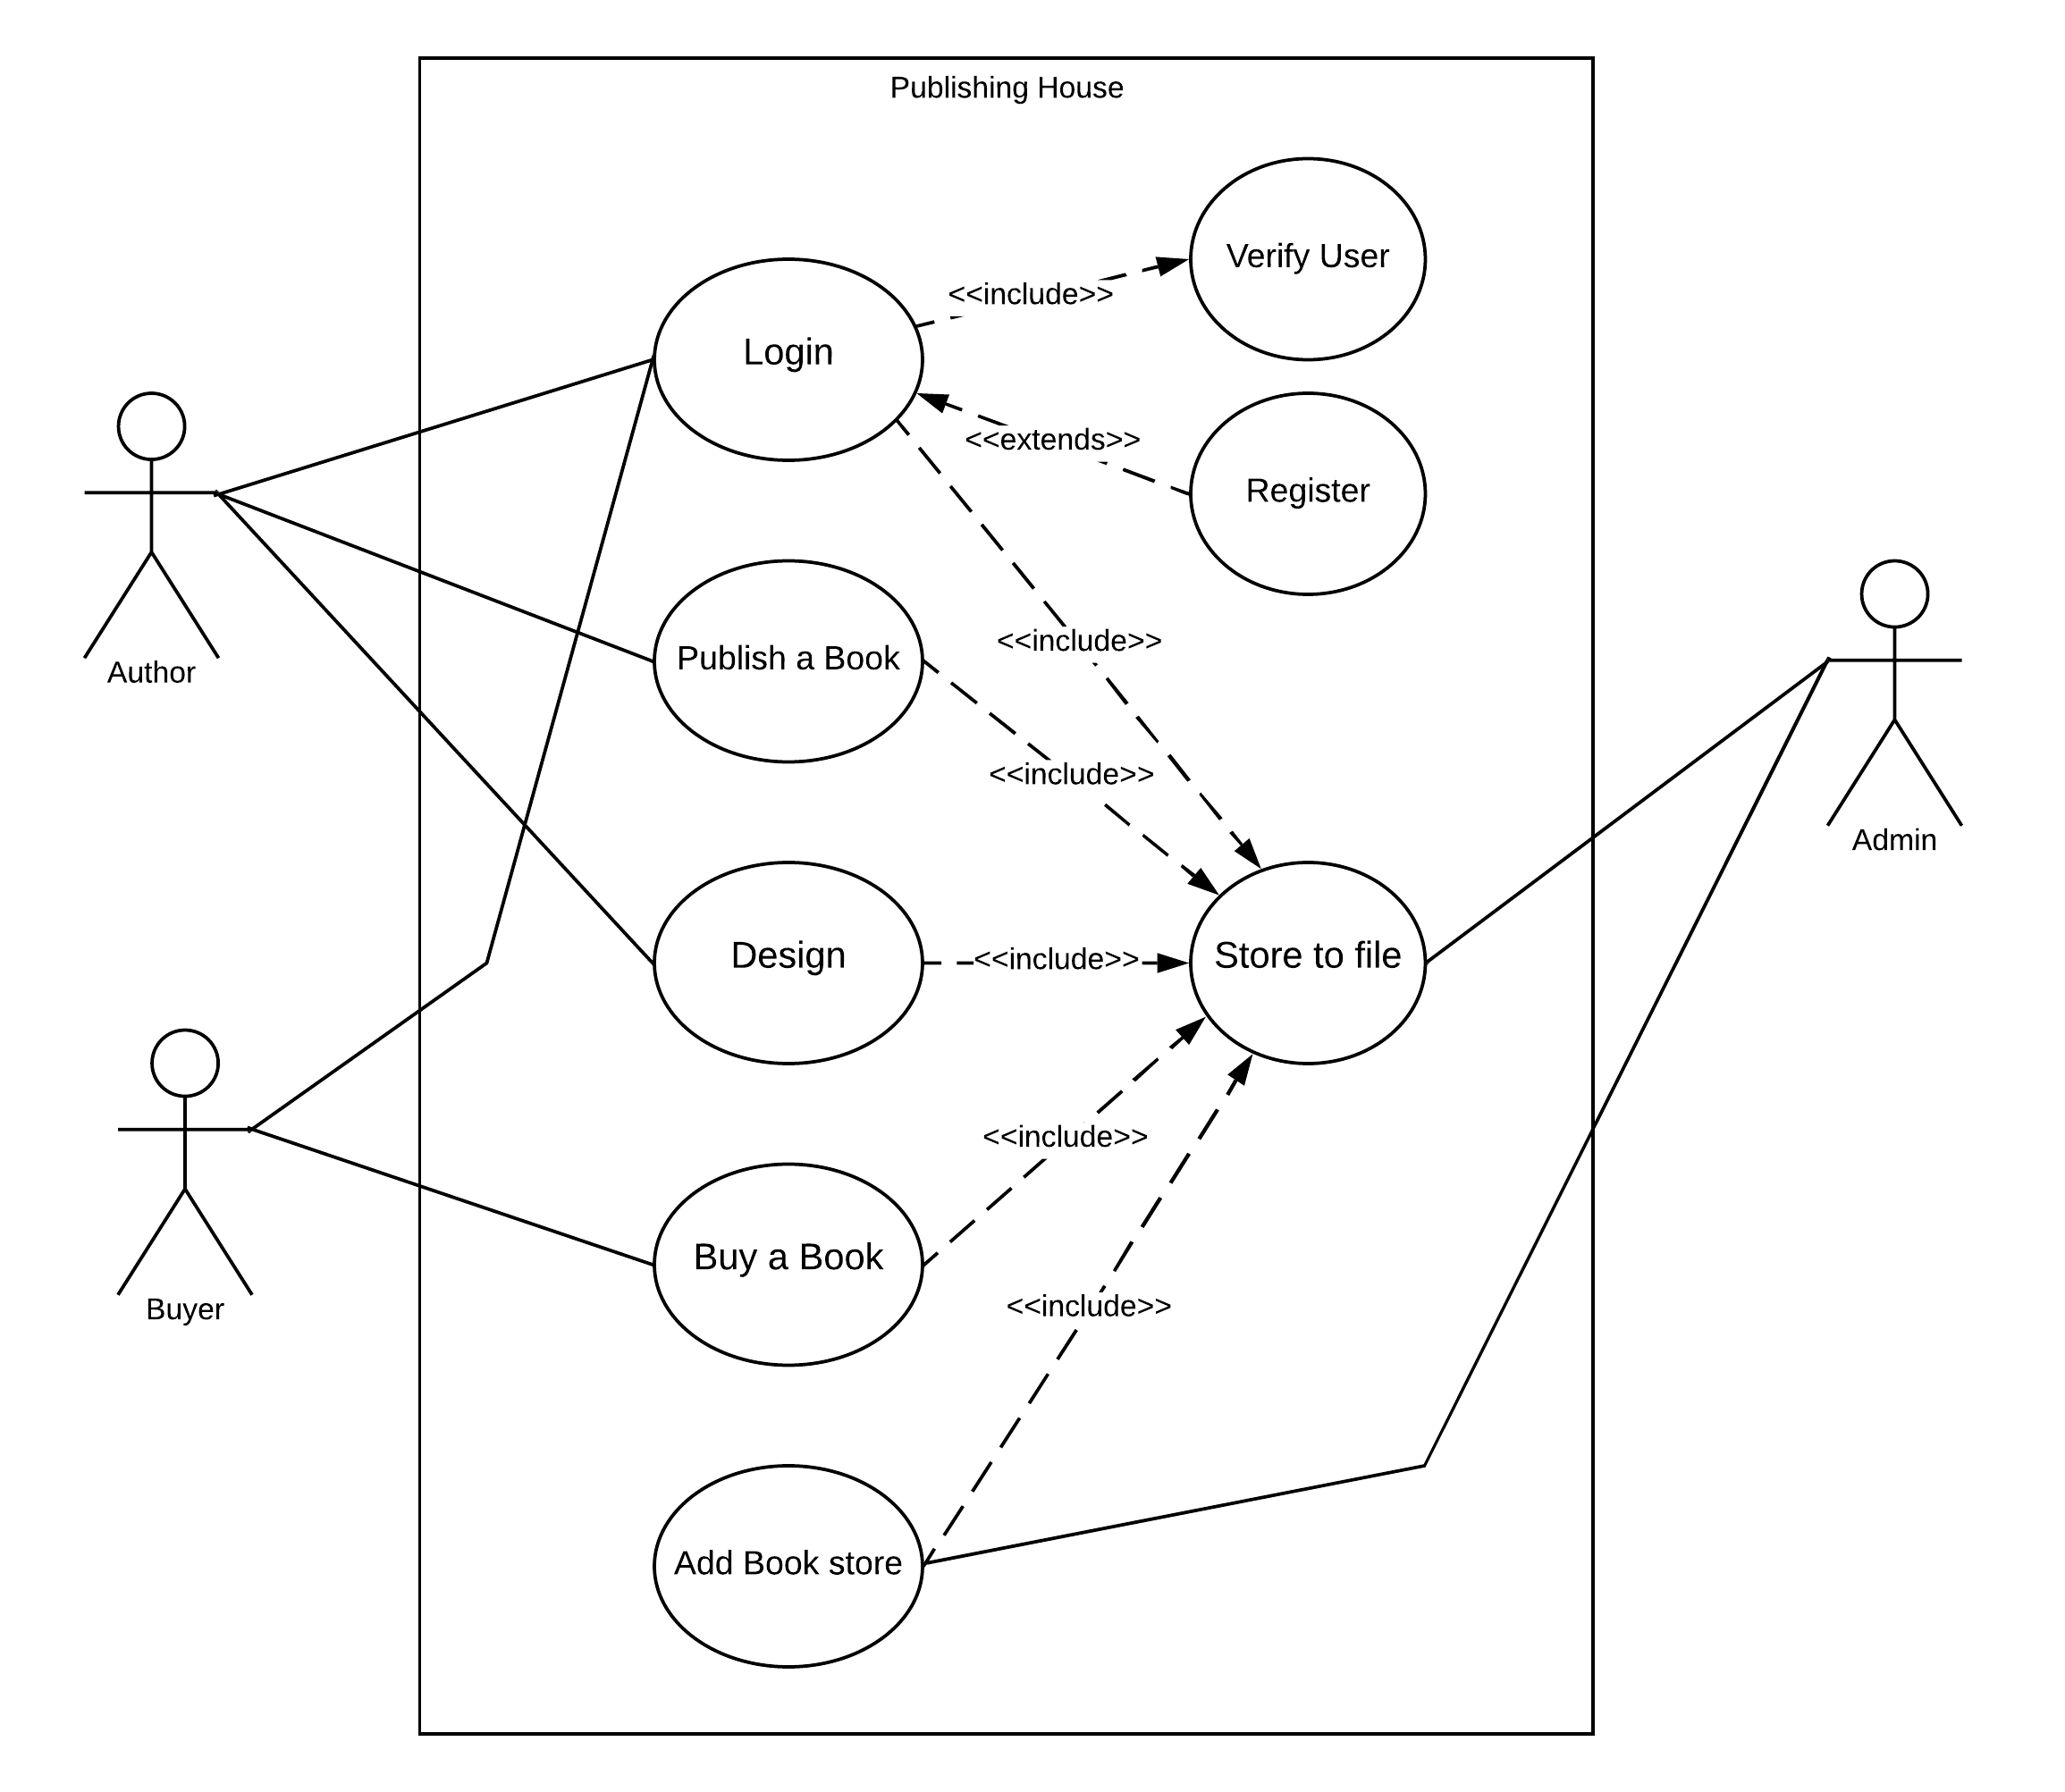 Publishing House
Verify User
<<include>>
Login
<<extends>>
Register
<<include>>
Publish a Book
Author
<<include>>
Admin
Design
<<include>>
Store to file
<<include>>
Buy a Book
Buyer
<<include>>
Add Book store